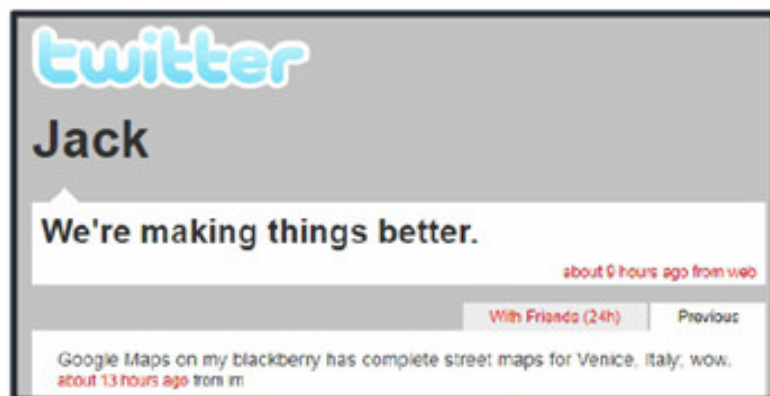 twitter
Jack
We're making things better.
about 9 hours ago from web
With Friends (24h)
Previous
Google Maps on my blackberry has complete street maps for Venice, Italy; wow.
about 13 hours ago from im